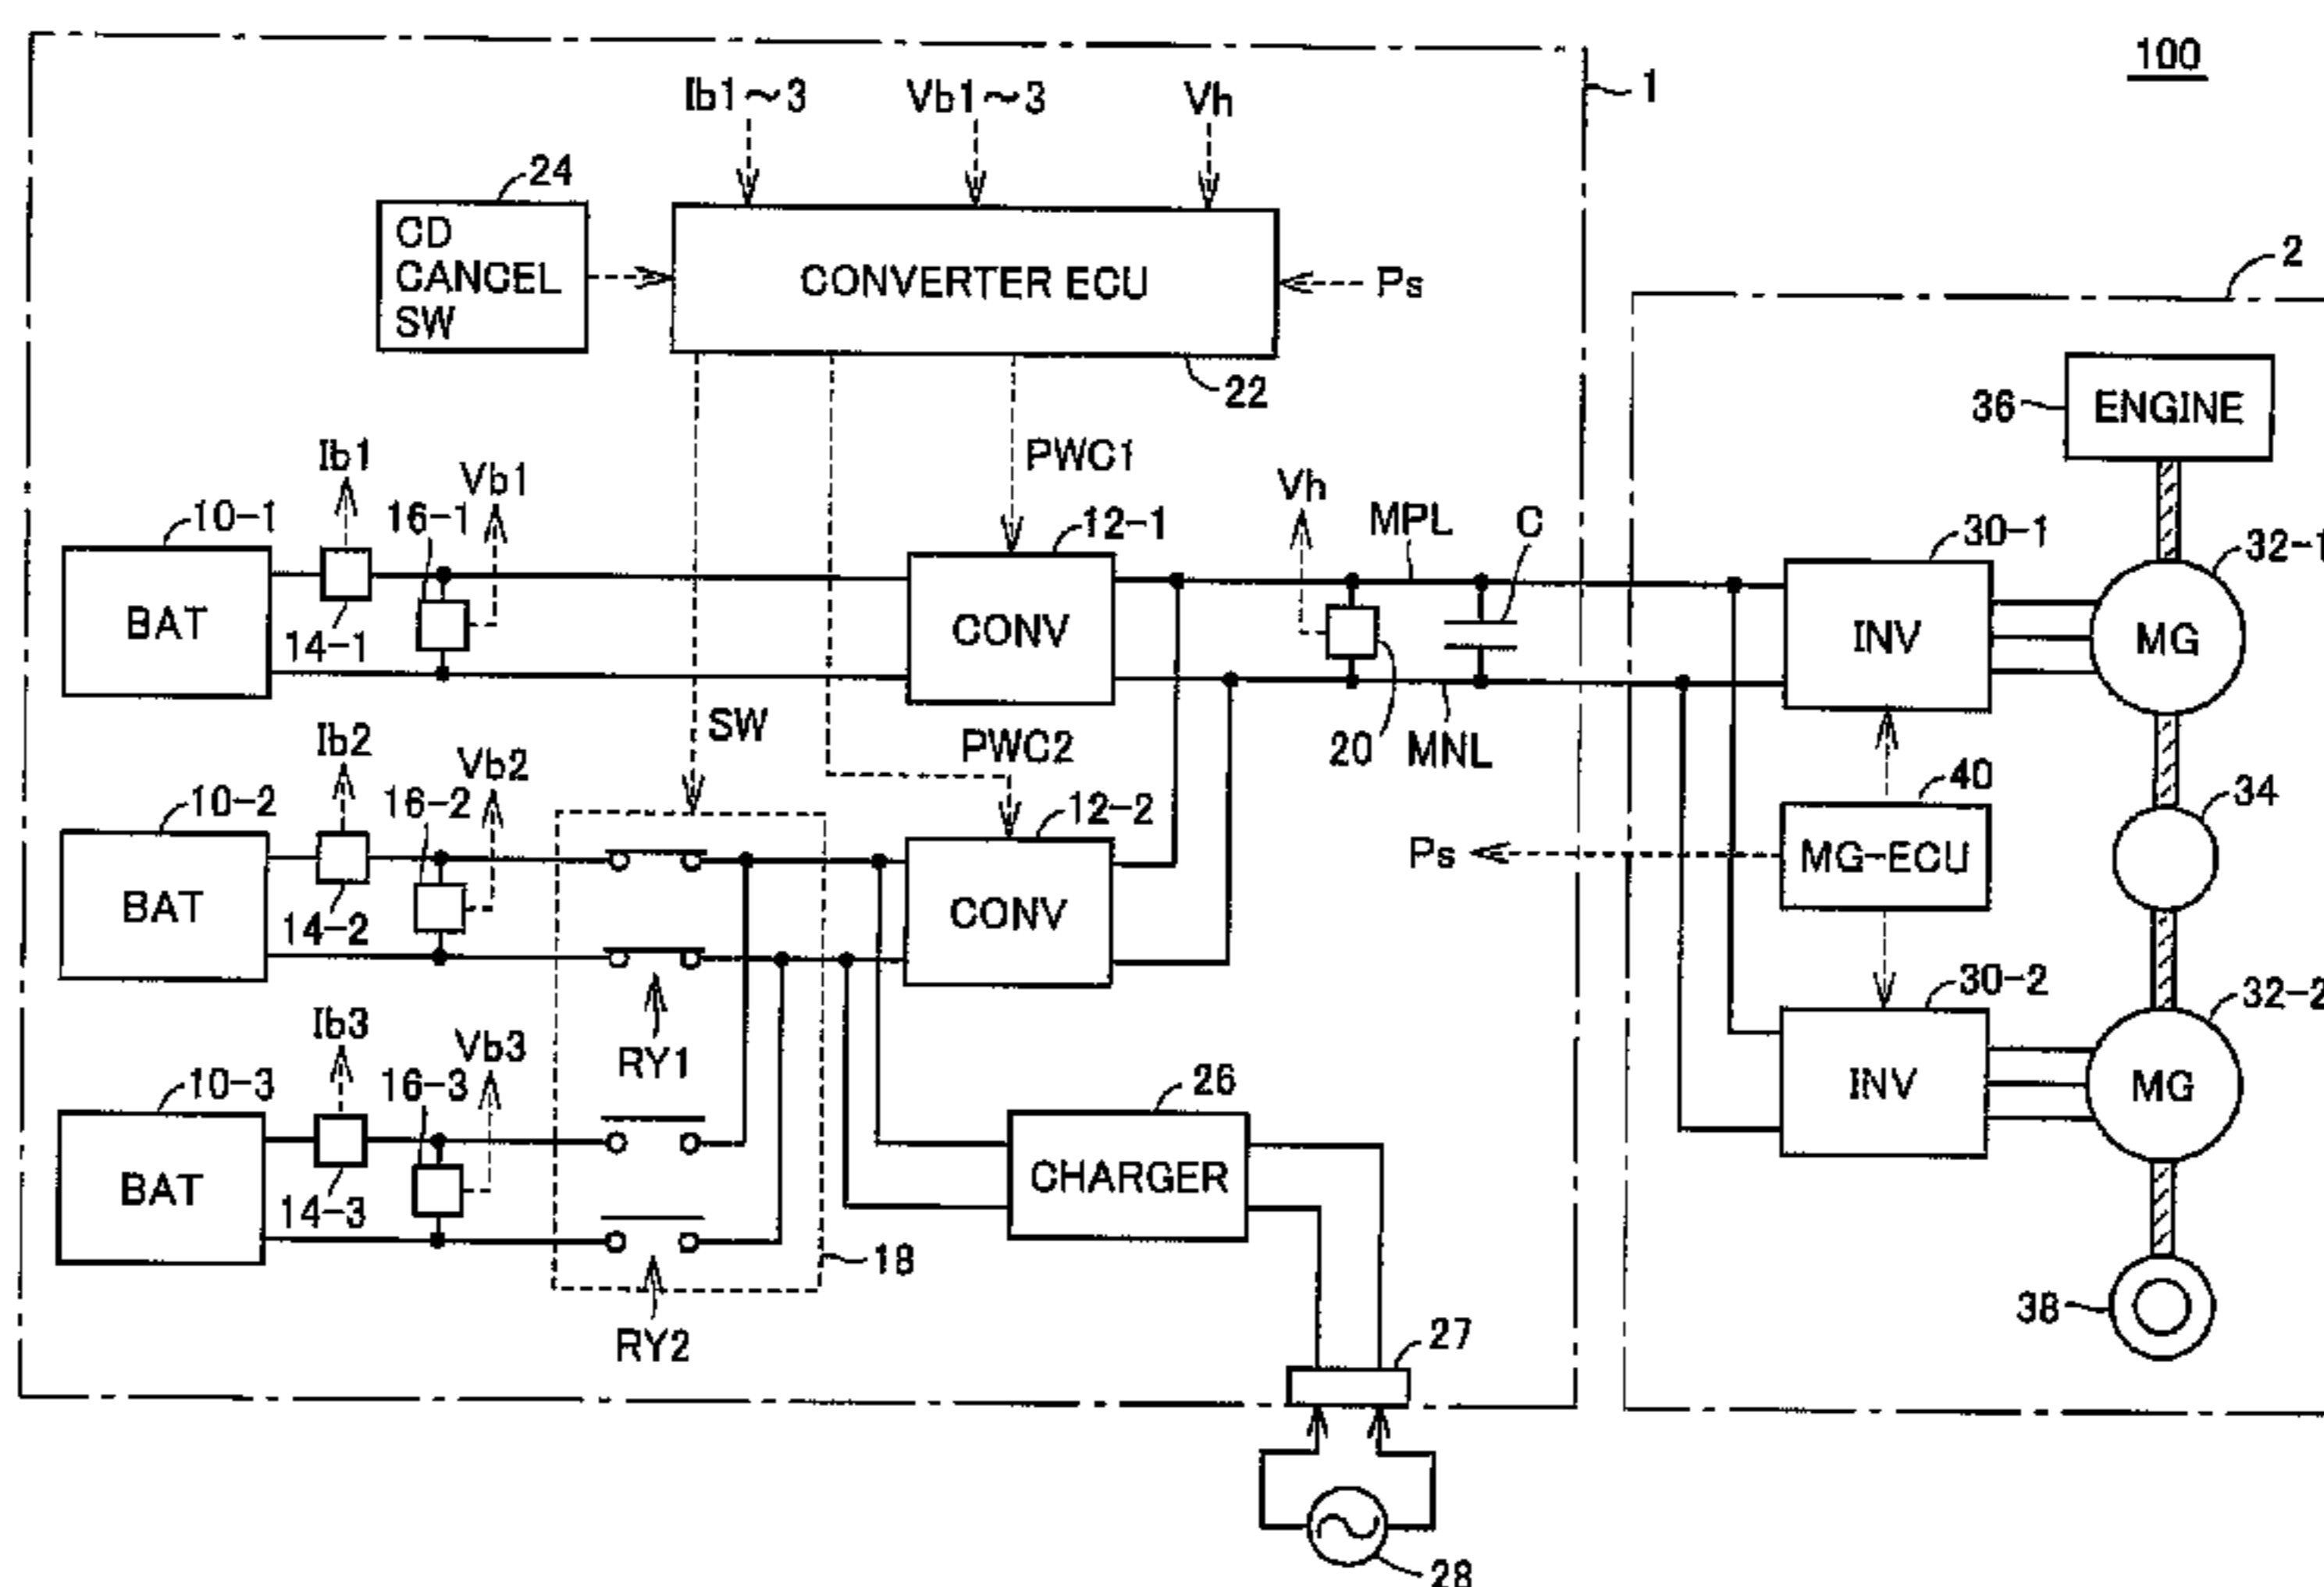 100
1
Ib1~3
Vb1~3
Vh
24
CD
CANCEL
SW
CONVERTER ECU
Ps
2
22
36
ENGINE
Ib1
Vb1
PWC1
Vh
MPL
C
10-1
16-1
12-1
30-1
32-1
BAT
14-1
CONV
INV
MG
SW
20
MNL
Ib2
Vb2
PWC2
40
34
10-2
16-2
12-2
Ps
MG-ECU
BAT
14-2
CONV
30-2
32-2
Ib3
Vb3
RY1
10-3
16-3
26
INV
MG
BAT
14-3
CHARGER
18
38
RY2
27
28